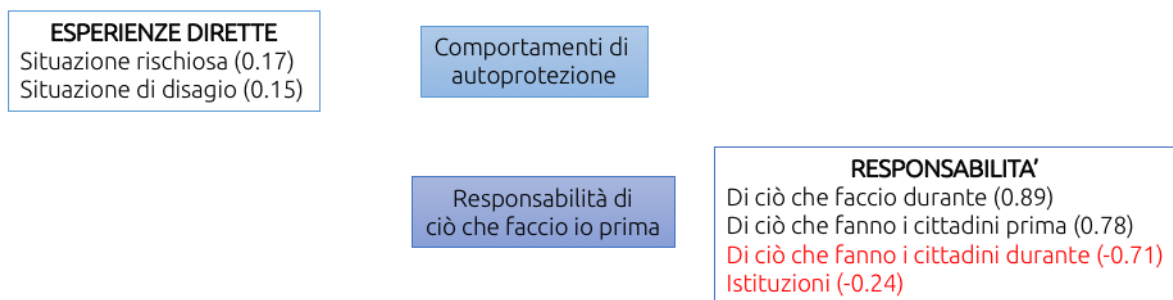 ESPERIENZE DIRETTE
Situazione rischiosa (0.17)
Situazione di disagio (0.15)
Comportamenti di
autoprotezione
Responsabilità di
ciò che faccio io prima
RESPONSABILITA’
Di ciò che faccio durante (0.89)
Di ciò che fanno i cittadini prima (0.78)
Di ciò che fanno i cittadini durante (-0.71)
Istituzioni (-0.24)